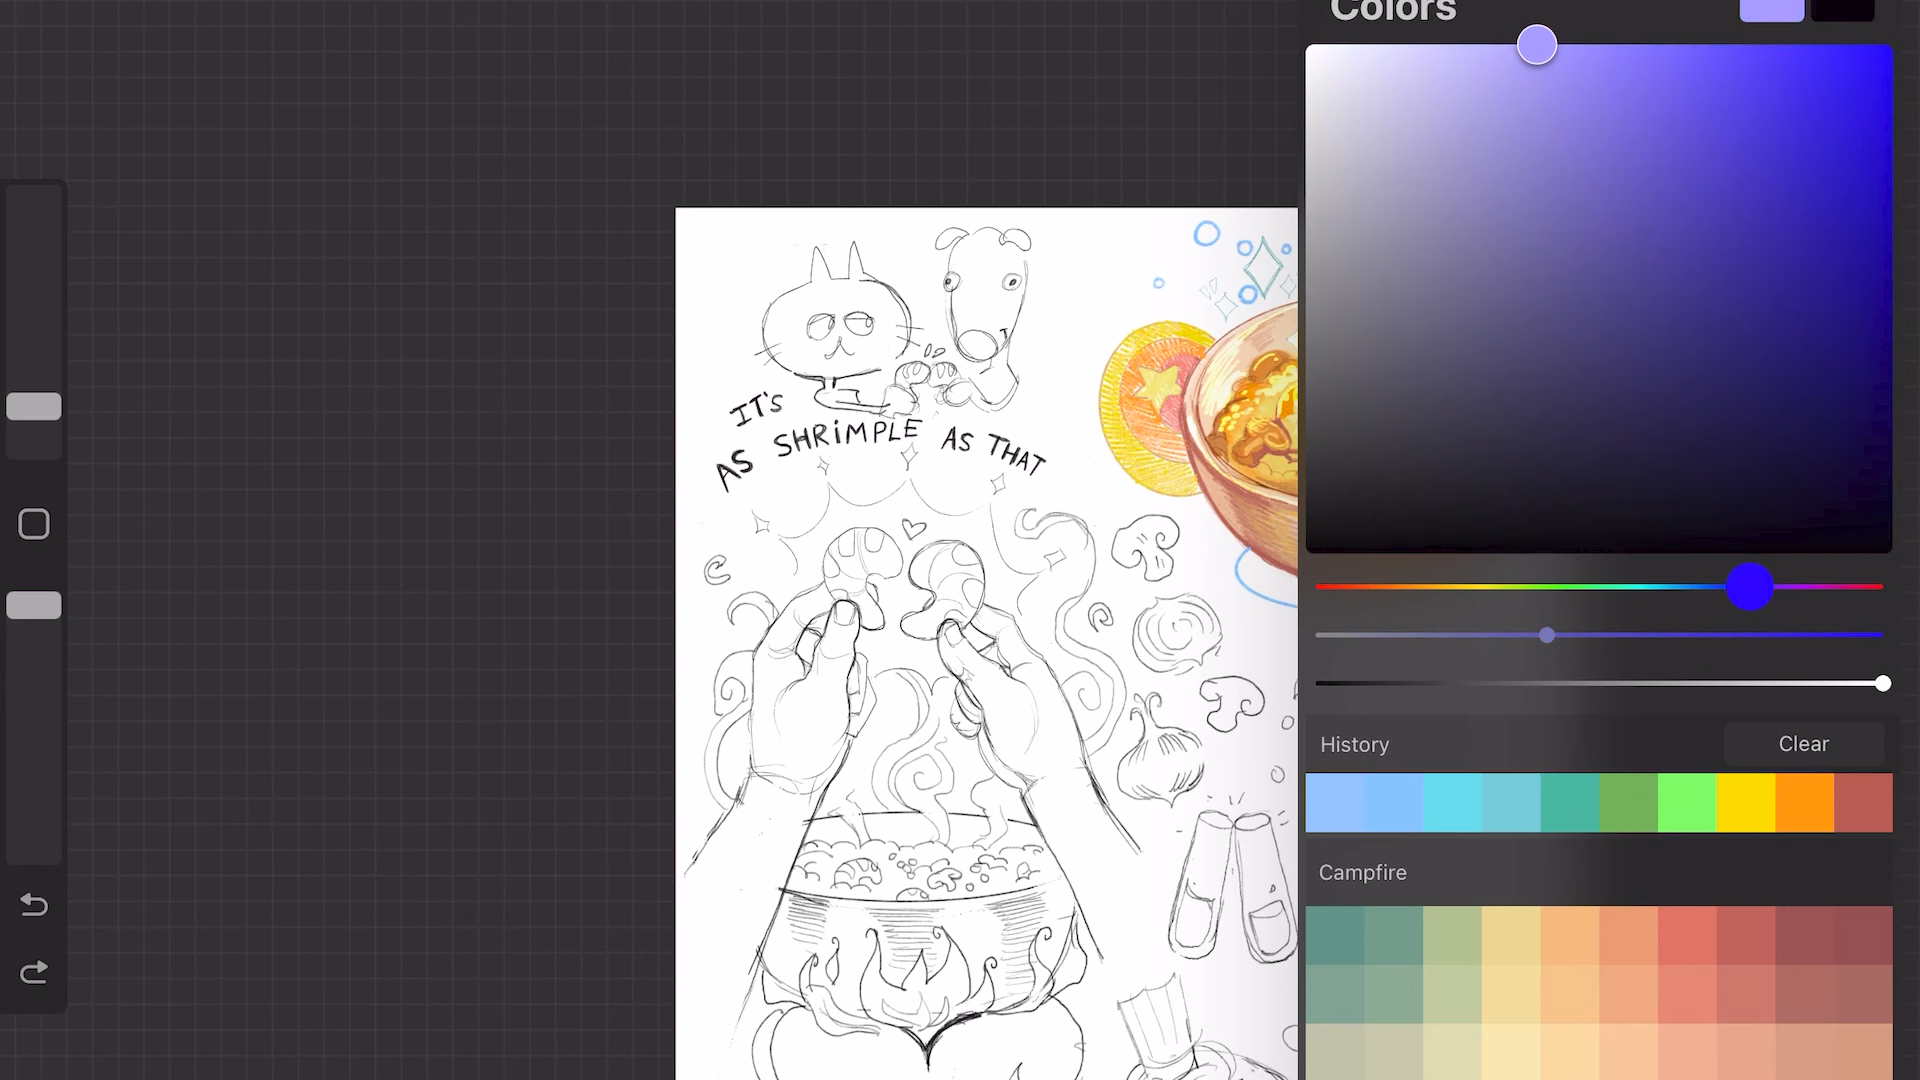 Colors
IT'S
AS SHRIMPLE AS THAT
History
Clear
Campfire